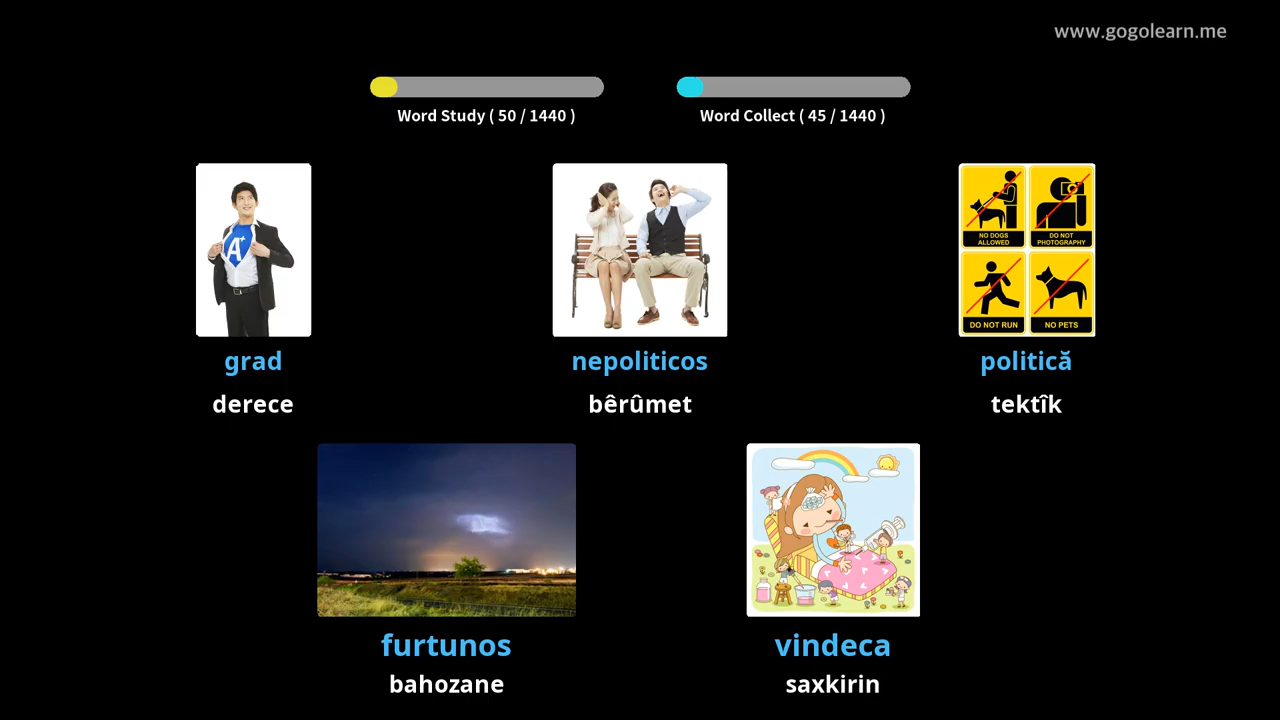 www.gogolearn.me
Word Study ( 50 / 1440 )
Word Collect ( 45 / 1440 )
A+
NO DOGS
ALLOWED
DO NOT
PHOTOGRAPHY
DO NOT RUN
NO PETS
grad
nepoliticos
politică
derece
bêrûmet
tektîk
furtunos
vindeca
bahozane
saxkirin